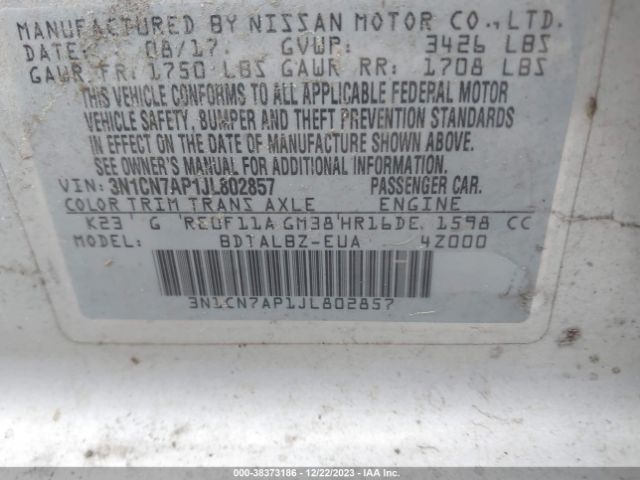 MANUFACTURED BY NISSAN MOTOR CO., LTD.
DATE: 08/17 GVWR: 3426 LBS
GAWR FR: 1750 LBS GAWR RR: 1708 LBS
THIS VEHICLE CONFORMS TO ALL APPLICABLE FEDERAL MOTOR
VEHICLE SAFETY, BUMPER AND THEFT PREVENTION STANDARDS
IN EFFECT ON THE DATE OF MANUFACTURE SHOWN ABOVE.
SEE OWNER'S MANUAL FOR ADDITIONAL INFORMATION.
VIN: 3N1CN7AP1JL802857 PASSENGER CAR.
COLOR TRIM TRANS AXLE ENGINE
K23 G RE0F11A GM38 HR16DE 1598 CC
MODEL: BDTALBZ-EUA 4Z000
3N1CN7AP1JL802857
000-38373186 - 12/22/2023 - IAA Inc.